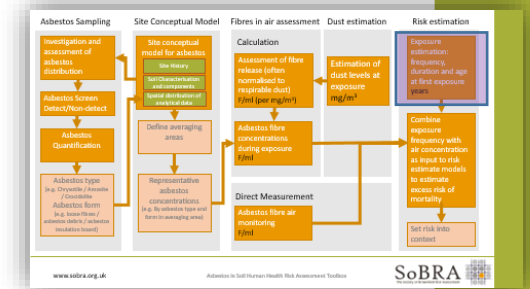 Asbestos Sampling
Investigation and
assessment of
asbestos
distribution
Asbestos Screen
Detect/Non-detect
Asbestos
Quantification
Asbestos type
(e.g. Chrysotile / Amosite
/ Crocidolite
Asbestos form
(e.g. loose fibres /
asbestos debris / asbestos
insulation board)
Site Conceptual Model
Site conceptual
model for asbestos
Site History
Soil Characterisation
and components
Spatial distribution of
analytical data
Define averaging
areas
Representative
asbestos
concentrations
(e.g. By asbestos type and
form in averaging area)
Fibres in air assessment
Calculation
Assessment of fibre
release (often
normalised to
respirable dust)
F/ml (per mg/m³)
Asbestos fibre
concentrations
during exposure
F/ml
Direct Measurement
Asbestos fibre air
monitoring
F/ml
Dust estimation
Estimation of
dust levels at
exposure
mg/m³
Risk estimation
Exposure
estimation:
frequency,
duration and age
at first exposure
years
Combine
exposure
frequency with
air concentration
as input to risk
estimate models
to estimate
excess risk of
mortality
Set risk into
context
www.sobra.org.uk
Asbestos in Soil Human Health Risk Assessment Toolbox
SoBRA